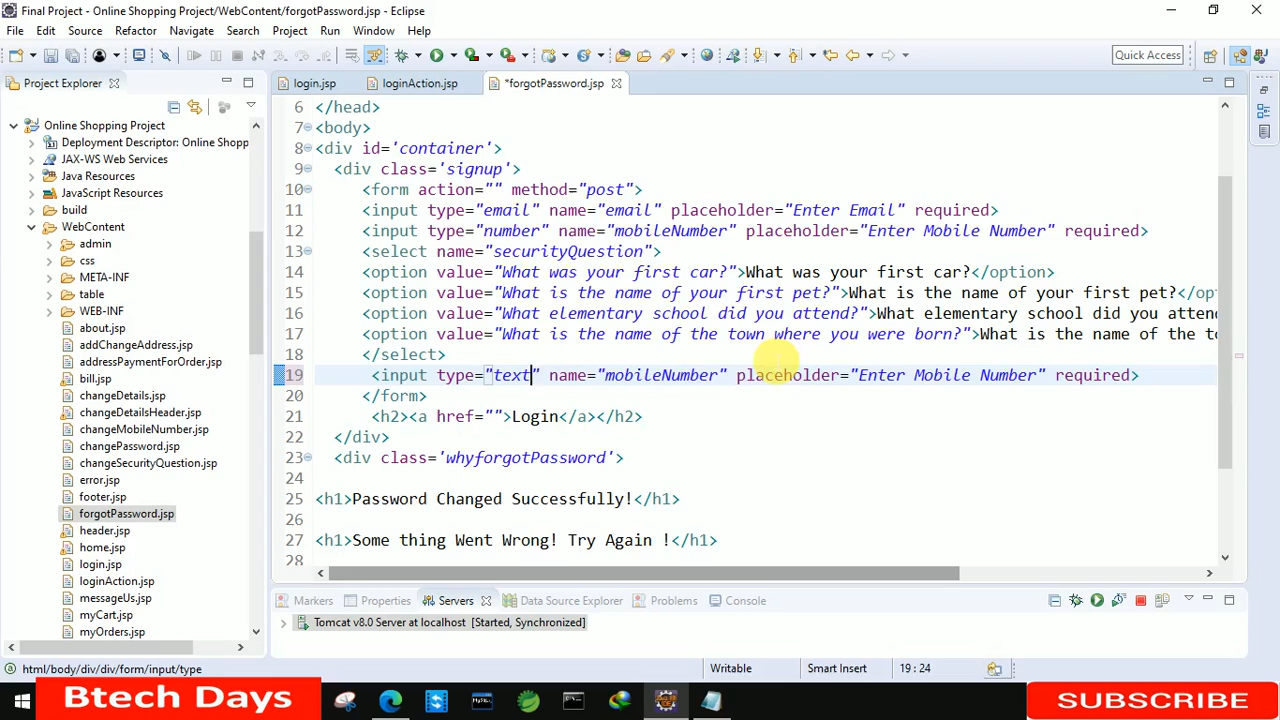 Final Project - Online Shopping Project/WebContent/forgotPassword.jsp - Eclipse
File Edit Source Refactor Navigate Search Project Run Window Help
Quick Access
Project Explorer
login.jsp
loginAction.jsp
*forgotPassword.jsp
Online Shopping Project
Deployment Descriptor: Online Shopp
JAX-WS Web Services
Java Resources
JavaScript Resources
build
WebContent
admin
css
META-INF
table
WEB-INF
about.jsp
addChangeAddress.jsp
addressPaymentForOrder.jsp
bill.jsp
changeDetails.jsp
changeDetailsHeader.jsp
changeMobileNumber.jsp
changePassword.jsp
changeSecurityQuestion.jsp
error.jsp
footer.jsp
forgotPassword.jsp
header.jsp
home.jsp
login.jsp
loginAction.jsp
messageUs.jsp
myCart.jsp
myOrders.jsp
6 </head>
7 <body>
8 <div id='container'>
9 <div class='signup'>
10 <form action="" method="post">
11 <input type="email" name="email" placeholder="Enter Email" required>
12 <input type="number" name="mobileNumber" placeholder="Enter Mobile Number" required>
13 <select name="securityQuestion">
14 <option value="What was your first car?">What was your first car?</option>
15 <option value="What is the name of your first pet?">What is the name of your first pet?</op
16 <option value="What elementary school did you attend?">What elementary school did you attend
17 <option value="What is the name of the town where you were born?">What is the name of the to
18 </select>
19 <input type="text" name="mobileNumber" placeholder="Enter Mobile Number" required>
20 </form>
21 <h2><a href="">Login</a></h2>
22 </div>
23 <div class='whyforgotPassword'>
24
25 <h1>Password Changed Successfully!</h1>
26
27 <h1>Some thing Went Wrong! Try Again !</h1>
28
Markers Properties Servers Data Source Explorer Problems Console
Tomcat v8.0 Server at localhost [Started, Synchronized]
html/body/div/div/form/input/type
Writable
Smart Insert
19 : 24
Btech Days
SUBSCRIBE